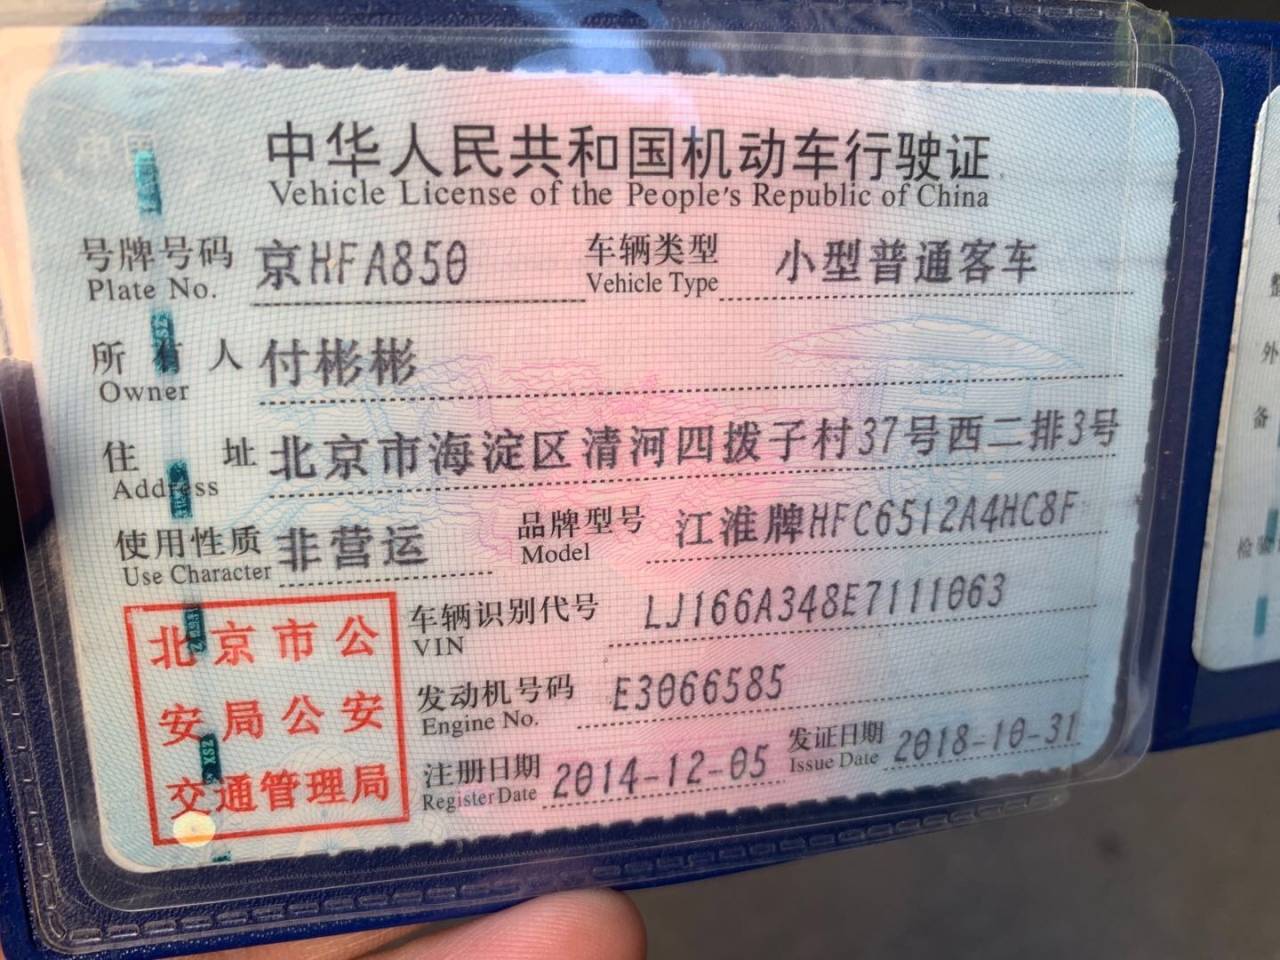 中华人民共和国机动车行驶证
Vehicle License of the People's Republic of China
号牌号码 京HFA850 车辆类型 小型普通客车
Plate No. Vehicle Type
所有人 付彬彬
Owner
住址 北京市海淀区清河四拨子村37号西二排3号
Address
使用性质 非营运 品牌型号 江淮牌HFC6512A4HC8F
Use Character Model
北京市公
安局公安
交通管理局
车辆识别代号 LJ166A348E7111063
VIN
发动机号码 E3066585
Engine No.
注册日期 2014-12-05 发证日期 2018-10-31
Register Date Issue Date
外
备
检验